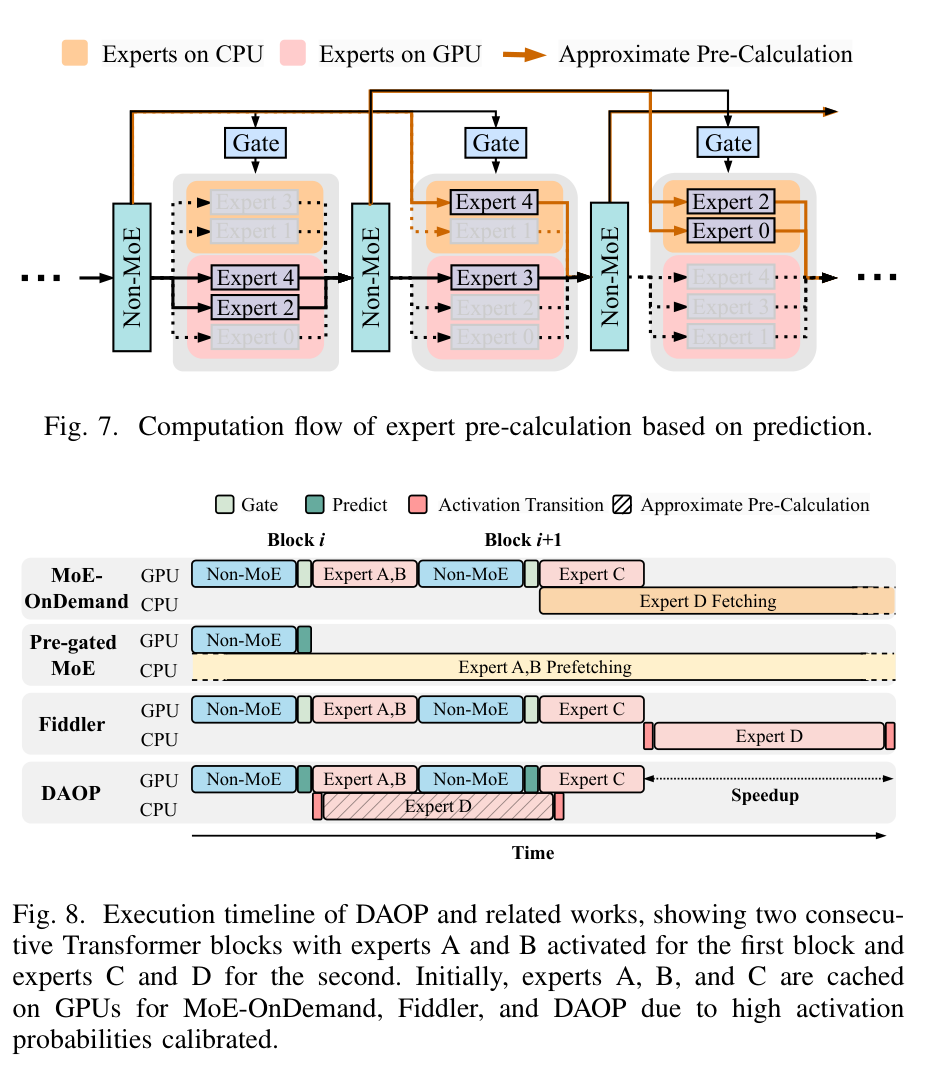 Experts on CPU Experts on GPU Approximate Pre-Calculation
Gate Gate Gate
Expert 3 Expert 4 Expert 2
Expert 1 Expert 1 Expert 0
Non-MoE Non-MoE Non-MoE
Expert 4 Expert 3 Expert 4
Expert 2 Expert 2 Expert 3
Expert 0 Expert 0 Expert 1
Fig. 7. Computation flow of expert pre-calculation based on prediction.
Gate Predict Activation Transition Approximate Pre-Calculation
Block i Block i+1
MoE-
OnDemand
GPU Non-MoE Expert A,B Non-MoE Expert C
CPU Expert D Fetching
Pre-gated
MoE
GPU Non-MoE
CPU Expert A,B Prefetching
Fiddler
GPU Non-MoE Expert A,B Non-MoE Expert C
CPU Expert D
DAOP
GPU Non-MoE Expert A,B Non-MoE Expert C
CPU Expert D
Speedup
Time
Fig. 8. Execution timeline of DAOP and related works, showing two consecu-
tive Transformer blocks with experts A and B activated for the first block and
experts C and D for the second. Initially, experts A, B, and C are cached
on GPUs for MoE-OnDemand, Fiddler, and DAOP due to high activation
probabilities calibrated.